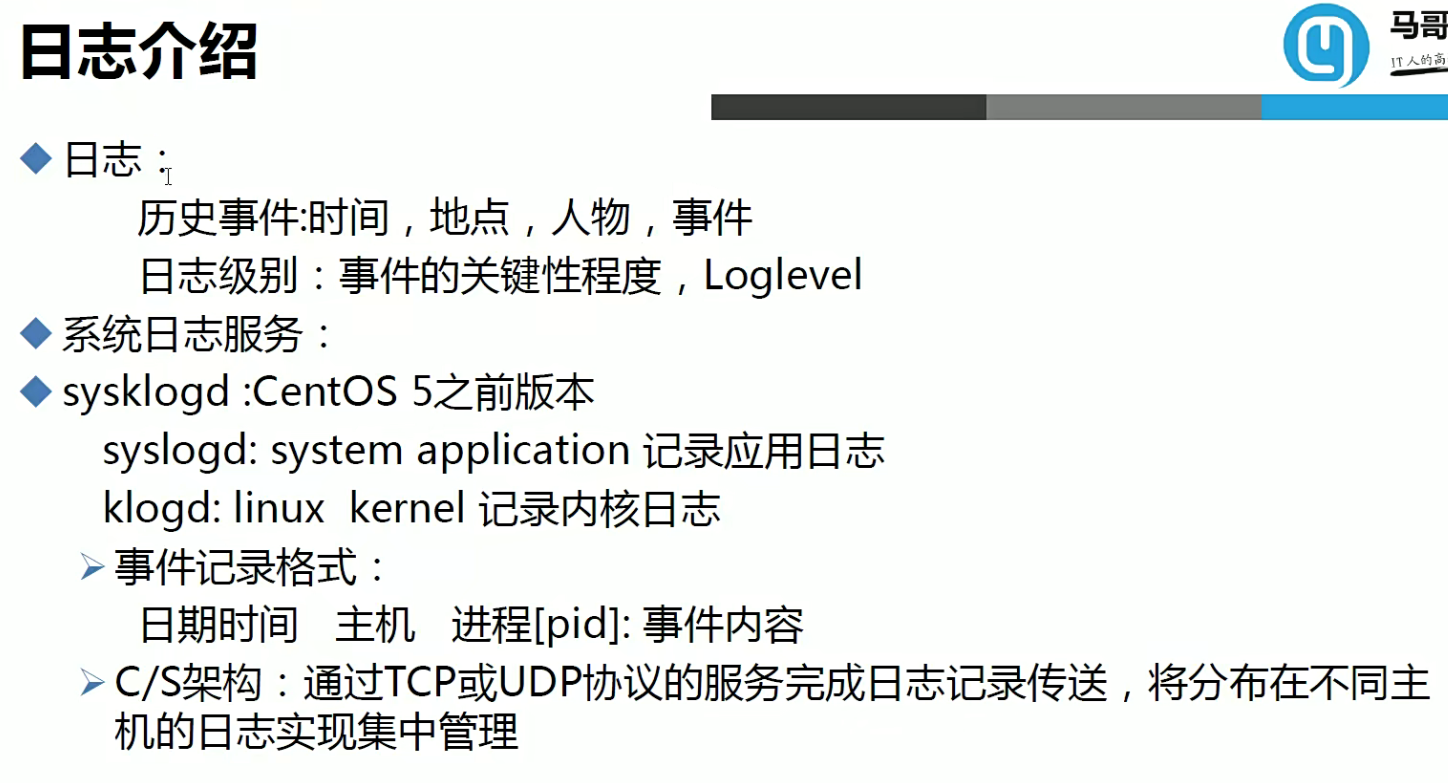 日志介绍
马哥
IT人的高
日志：
历史事件:时间，地点，人物，事件
日志级别：事件的关键性程度，Loglevel
系统日志服务：
sysklogd :CentOS 5之前版本
syslogd: system application 记录应用日志
klogd: linux  kernel 记录内核日志
事件记录格式：
日期时间   主机   进程[pid]: 事件内容
C/S架构：通过TCP或UDP协议的服务完成日志记录传送，将分布在不同主
机的日志实现集中管理